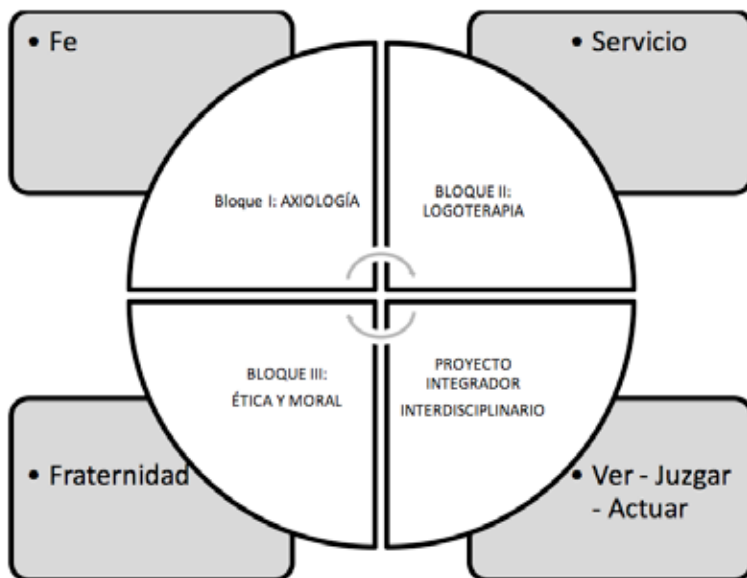 • Fe
• Servicio
Bloque I: AXIOLOGÍA
BLOQUE II:
LOGOTERAPIA
BLOQUE III:
ÉTICA Y MORAL
PROYECTO
INTEGRADOR
INTERDISCIPLINARIO
• Fraternidad
• Ver - Juzgar
- Actuar